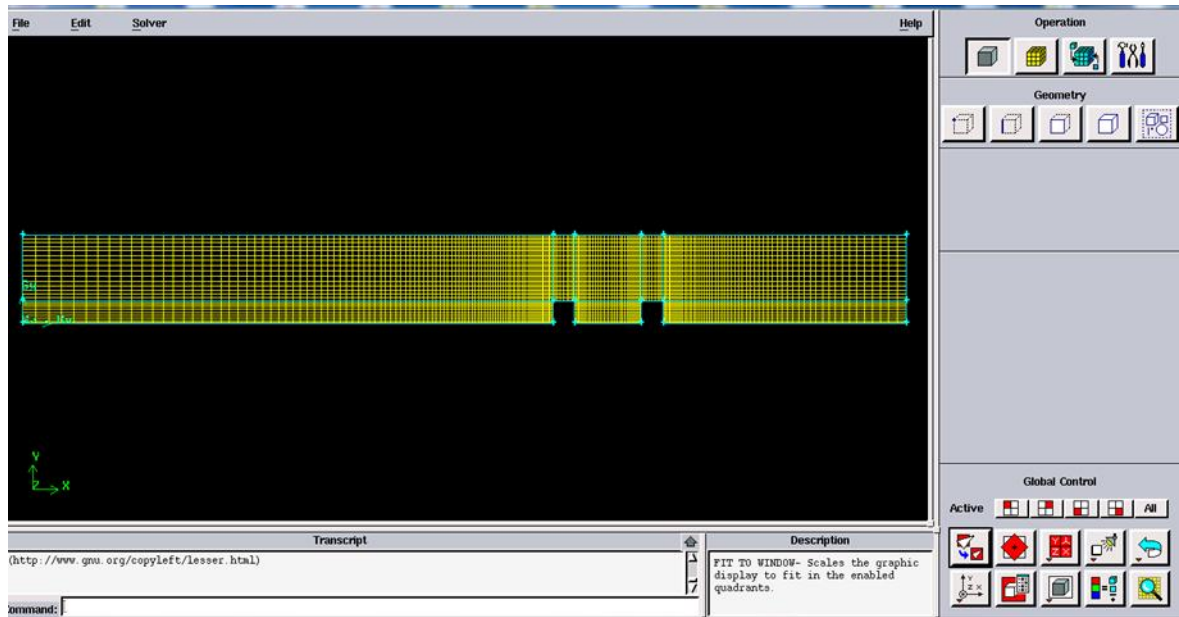 File Edit Solver Help
Operation
Geometry
Gy
Y
Z X
Global Control
Active All
Transcript
Description
(http://www.gnu.org/copyleft/lesser.html)
FIT TO WINDOW- Scales the graphic
display to fit in the enabled
quadrants.
Command: